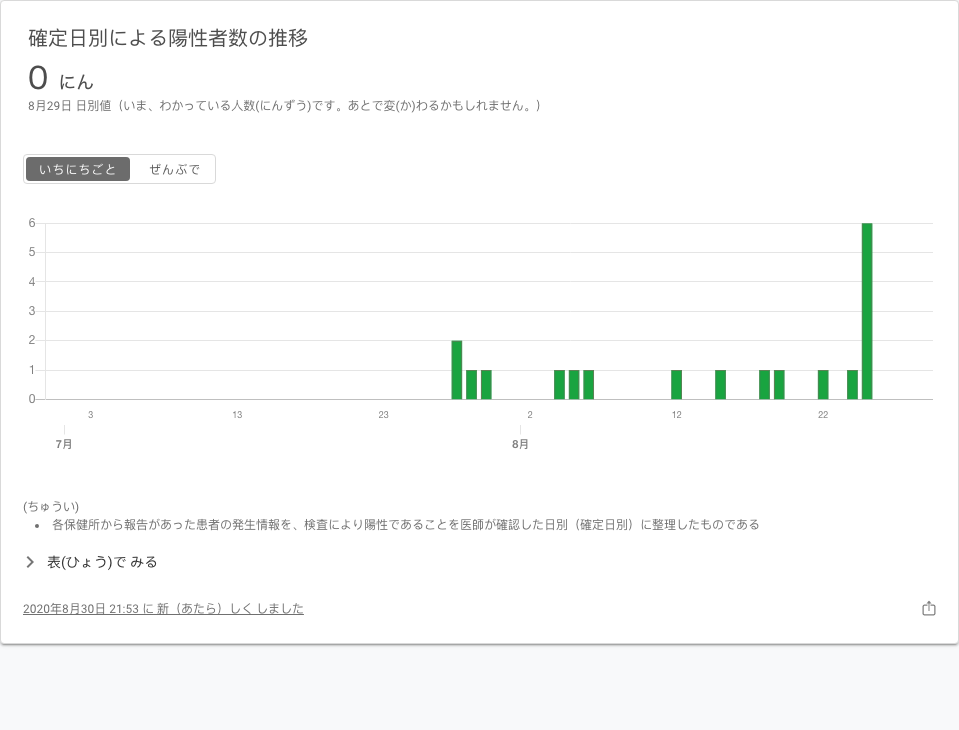 確定日別による陽性者数の推移
0 にん
8月29日 日別値（いま、わかっている人数(にんずう)です。あとで変(か)わるかもしれません。）
いちにちごと ぜんぶで
6
5
4
3
2
1
0
3 13 23 2 12 22
7月 8月
(ちゅうい)
• 各保健所から報告があった患者の発生情報を、検査により陽性であることを医師が確認した日別（確定日別）に整理したものである
表(ひょう)で みる
2020年8月30日 21:53 に 新（あたら）しく しました